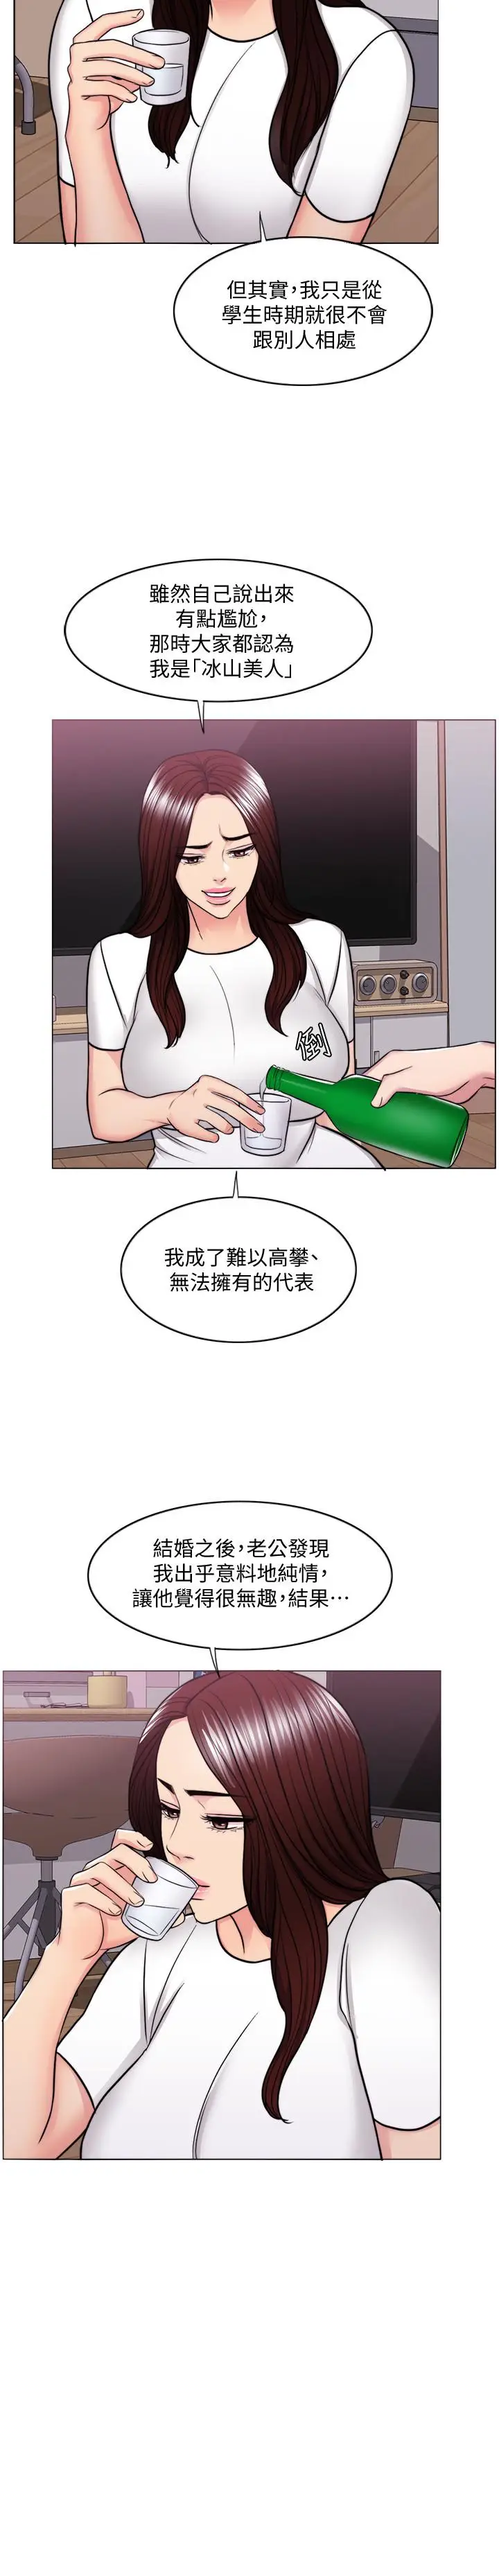 但其實,我只是從
學生時期就很不會
跟別人相處
雖然自己說出來
有點尷尬,
那時大家都認為
我是「冰山美人」
倒
我成了難以高攀、
無法擁有的代表
結婚之後,老公發現
我出乎意料地純情,
讓他覺得很無趣,結果…